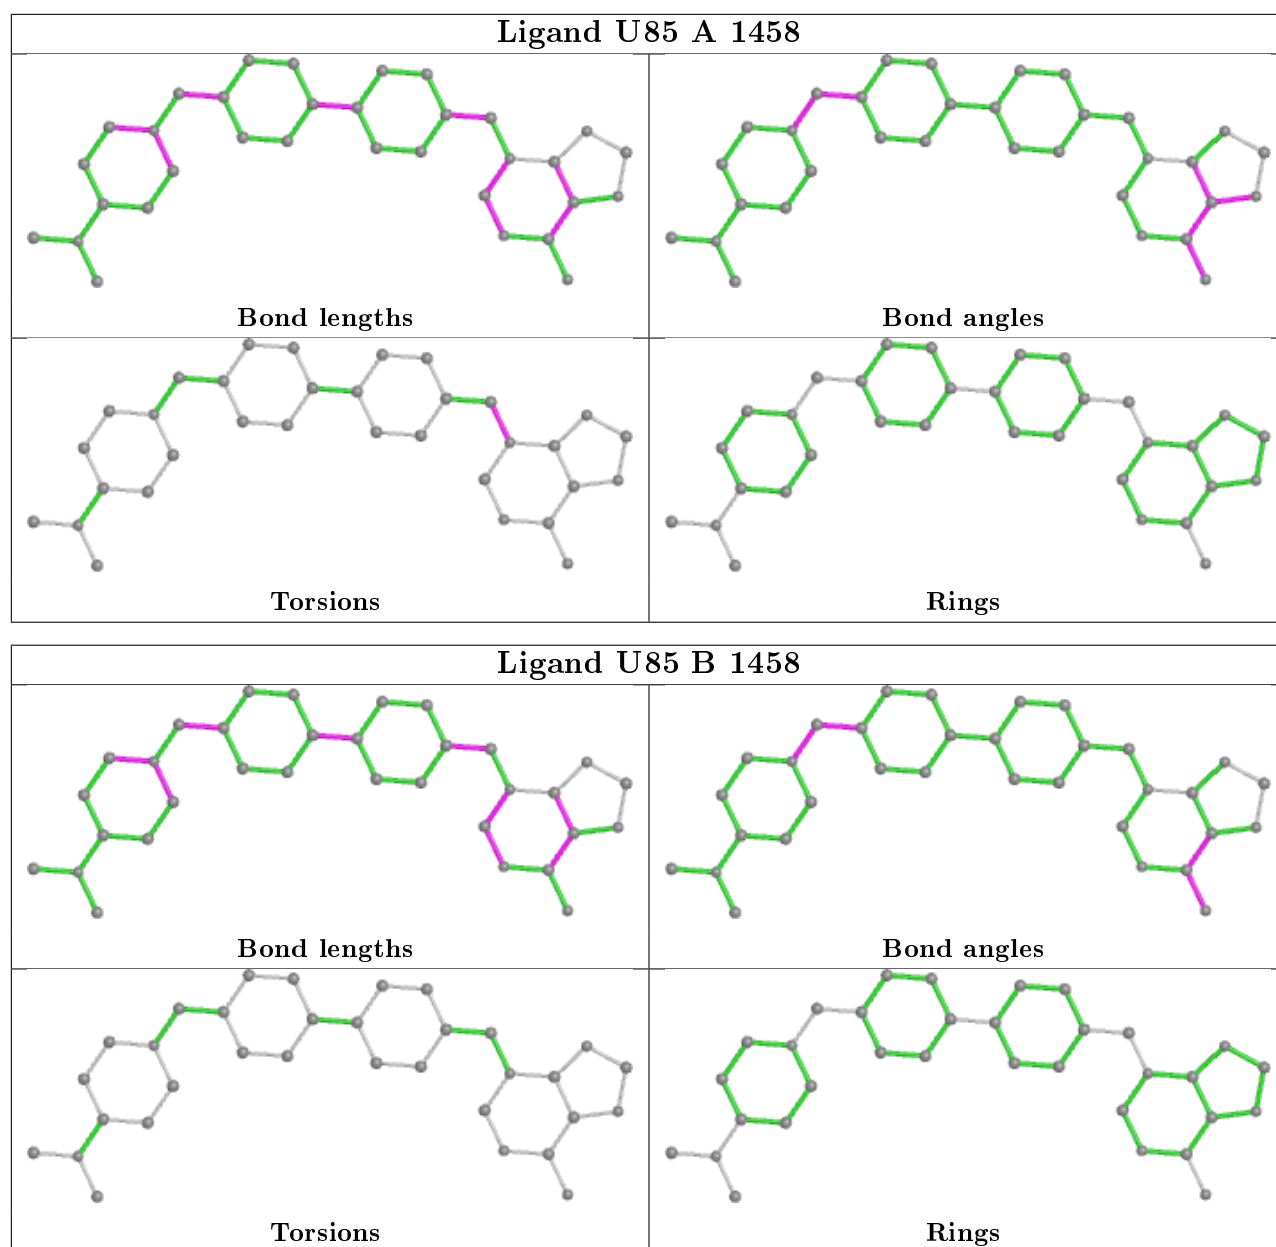 Ligand U85 A 1458
Bond lengths
Bond angles
Torsions
Rings
Ligand U85 B 1458
Bond lengths
Bond angles
Torsions
Rings